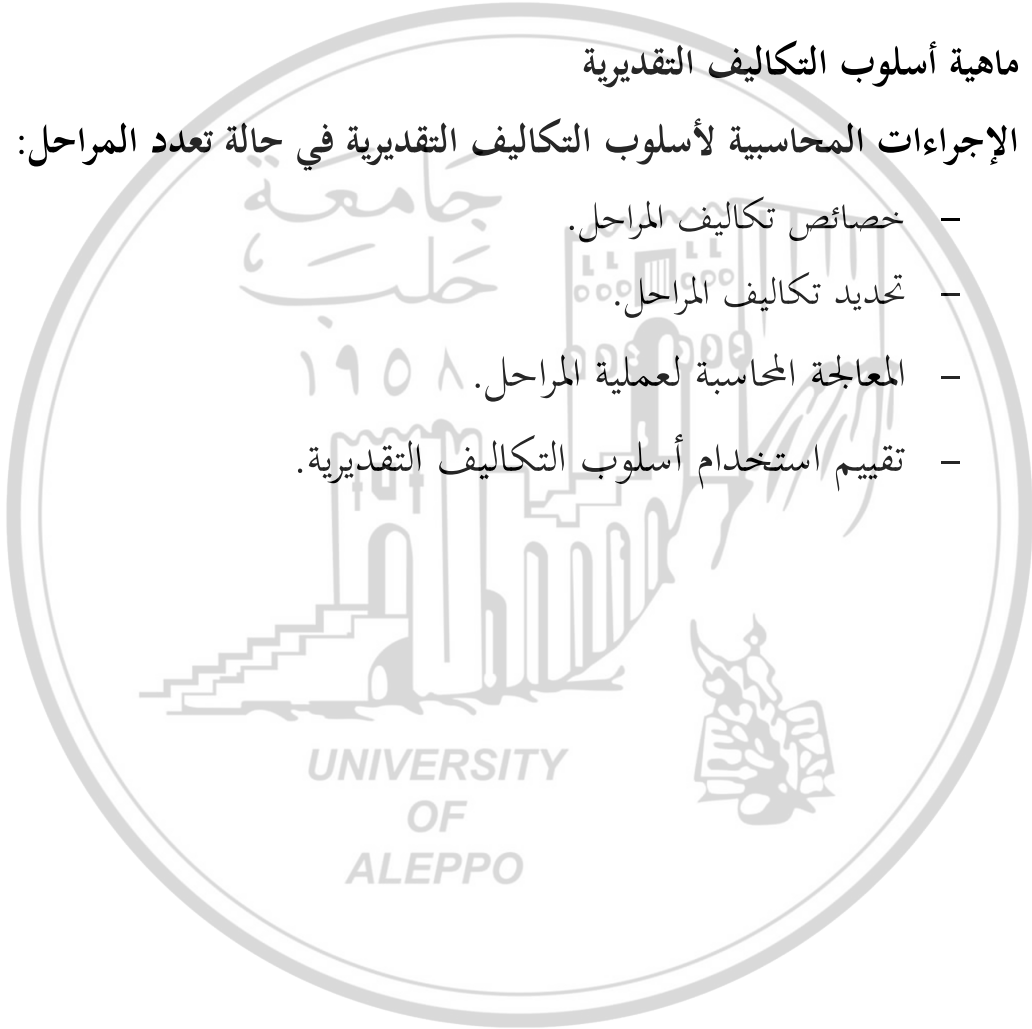 ماهية أسلوب التكاليف التقديرية
الإجراءات المحاسبية لأسلوب التكاليف التقديرية في حالة تعدد المراحل:
– خصائص تكاليف المراحل.
– تحديد تكاليف المراحل.
– المعالجة المحاسبة لعملية المراحل.
– تقييم استخدام أسلوب التكاليف التقديرية.
جامعة
حلب
١٩٥٨
UNIVERSITY
OF
ALEPPO